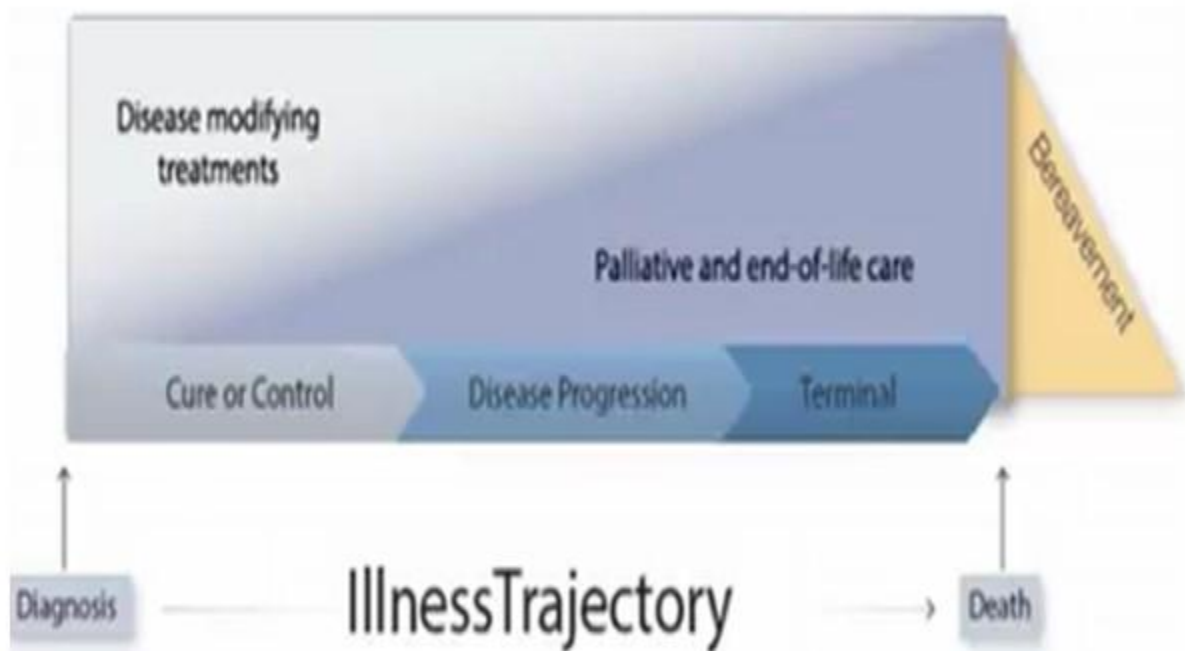 Disease modifying
treatments
Bereavement
Palliative and end-of-life care
Cure or Control
Disease Progression
Terminal
Diagnosis
IllnessTrajectory
Death